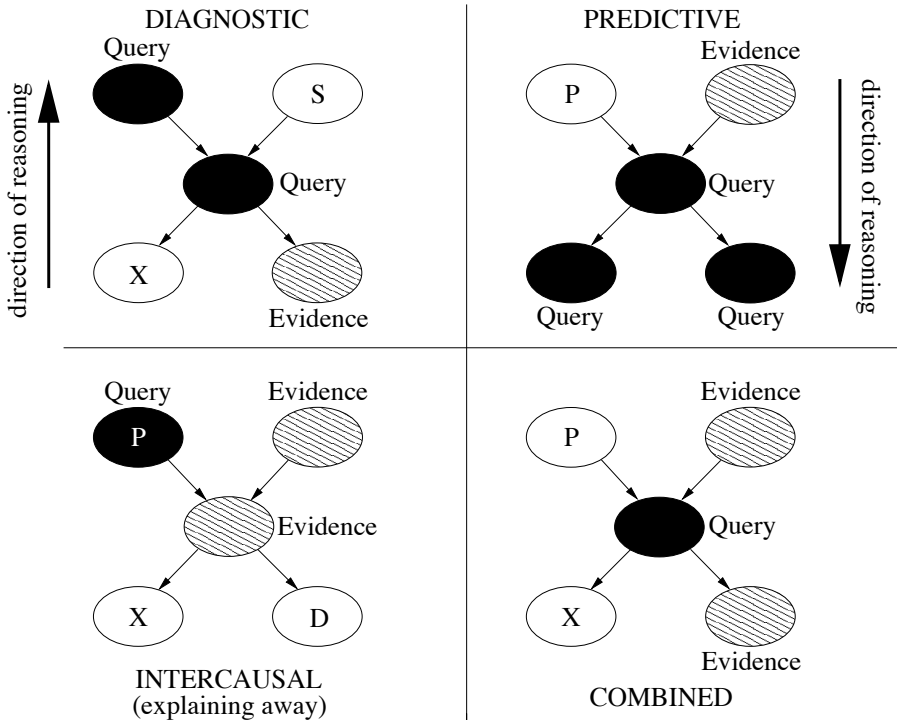 DIAGNOSTIC
Query
direction of reasoning
S
Query
X
Evidence
PREDICTIVE
Evidence
P
direction of reasoning
Query
Query
Query
Query
P
Evidence
Evidence
X
D
INTERCAUSAL
(explaining away)
Evidence
P
Query
X
Evidence
COMBINED